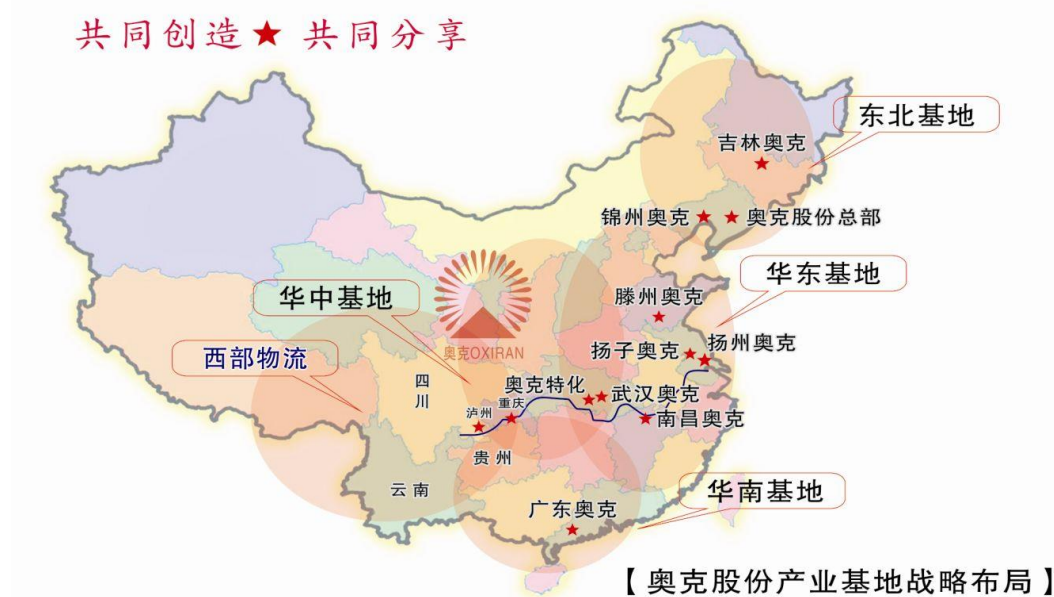 共同创造★ 共同分享
东北基地
吉林奥克
锦州奥克
奥克股份总部
华东基地
华中基地
滕州奥克
扬子奥克
扬州奥克
奥克OXIRAN
西部物流
四川
奥克特化
武汉奥克
泸州
重庆
南昌奥克
贵州
云南
华南基地
广东奥克
【奥克股份产业基地战略布局】